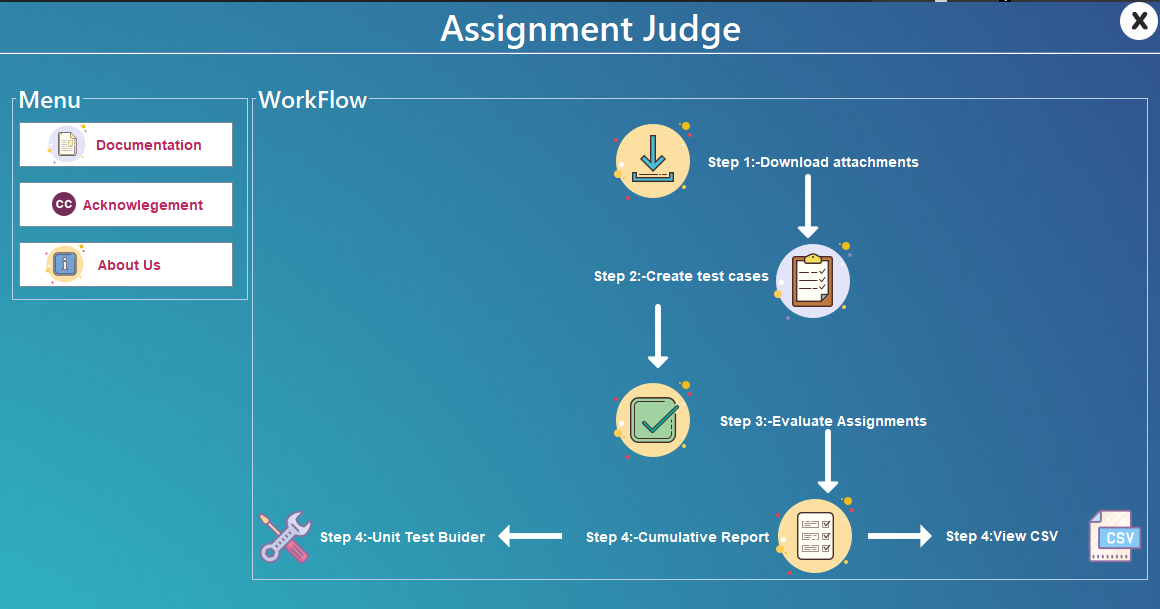 Assignment Judge
Menu
Documentation
CC Acknowlegement
About Us
WorkFlow
Step 1:-Download attachments
Step 2:-Create test cases
Step 3:-Evaluate Assignments
Step 4:-Unit Test Buider
Step 4:-Cumulative Report
Step 4:View CSV
CSV